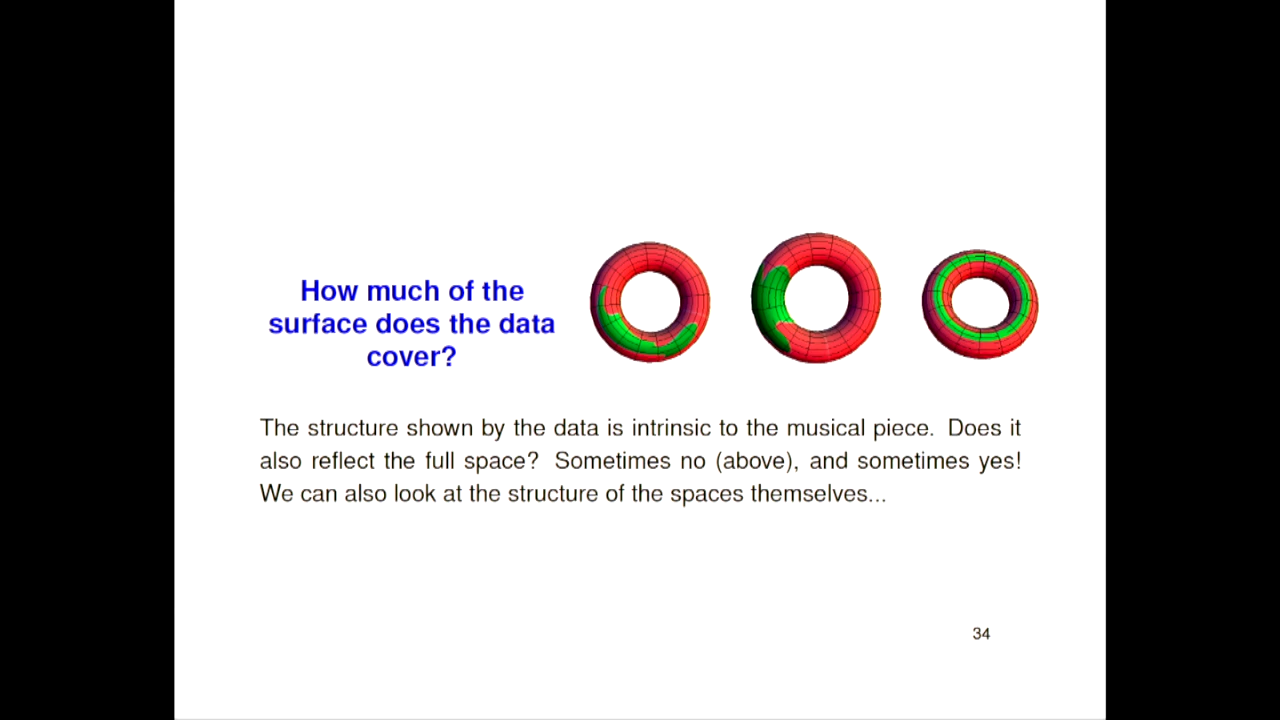 How much of the
surface does the data
cover?
The structure shown by the data is intrinsic to the musical piece. Does it
also reflect the full space? Sometimes no (above), and sometimes yes!
We can also look at the structure of the spaces themselves...
34